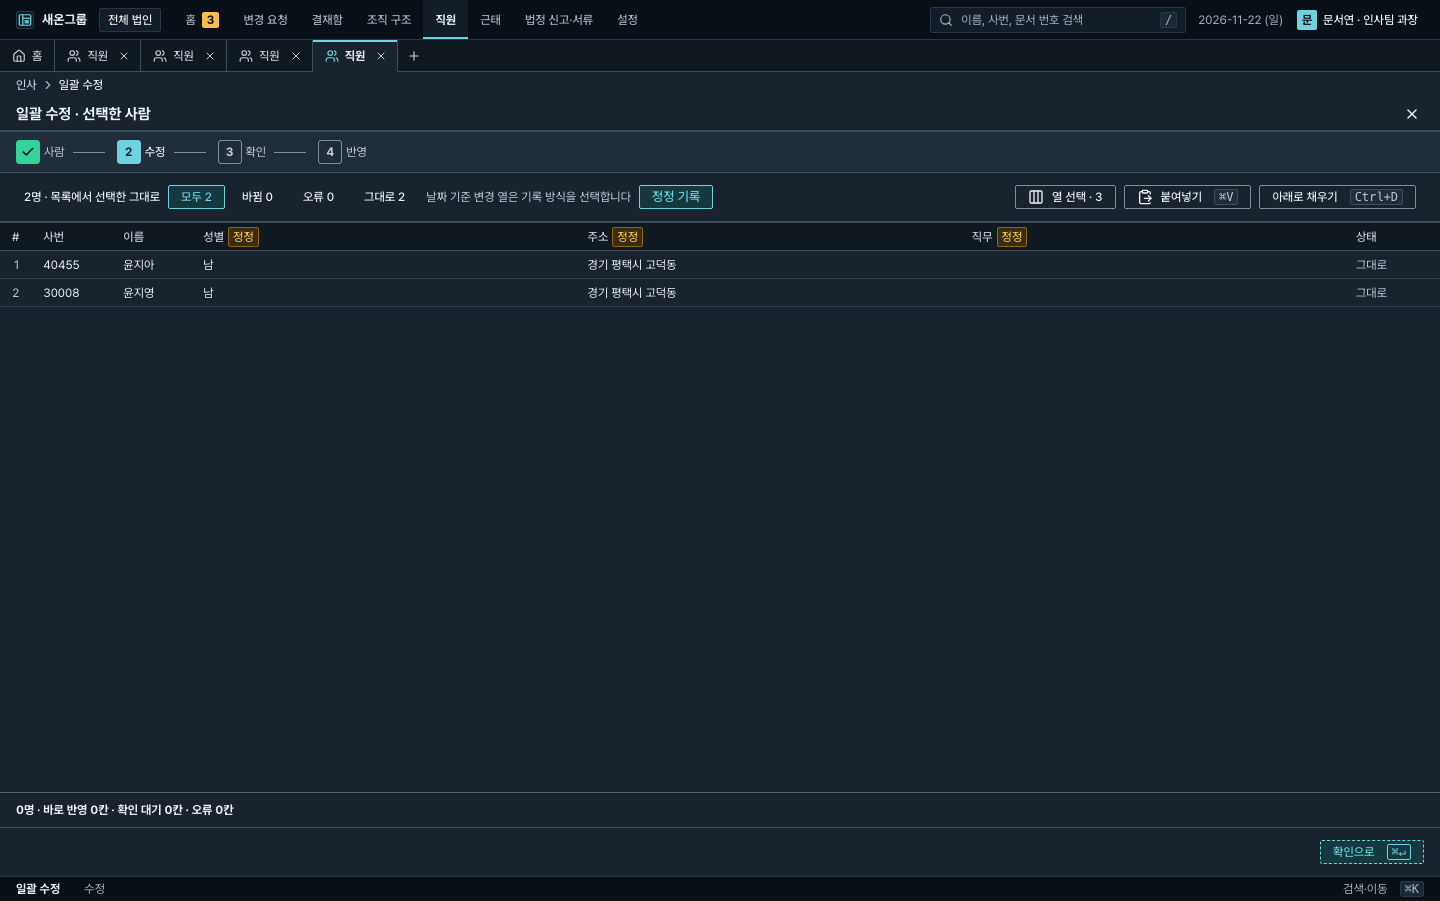 새온그룹 전체 법인 홈 3 변경 요청 결재함 조직 구조 직원 근태 법정 신고·서류 설정 이름, 사번, 문서 번호 검색 / 2026-11-22 (일) 문 문서연 · 인사팀 과장
홈 직원 직원 직원 직원
인사 일괄 수정
일괄 수정 · 선택한 사람
사람 2 수정 3 확인 4 반영
2명 · 목록에서 선택한 그대로 모두 2 바뀜 0 오류 0 그대로 2 날짜 기준 변경 열은 기록 방식을 선택합니다 정정 기록 열 선택 · 3 붙여넣기 ⌘V 아래로 채우기 Ctrl+D
# 사번 이름 성별 정정 주소 정정 직무 정정 상태
1 40455 윤지아 남 경기 평택시 고덕동 그대로
2 30008 윤지영 남 경기 평택시 고덕동 그대로
0명 · 바로 반영 0칸 · 확인 대기 0칸 · 오류 0칸
확인으로 ⌘↵
일괄 수정 수정 검색·이동 ⌘K